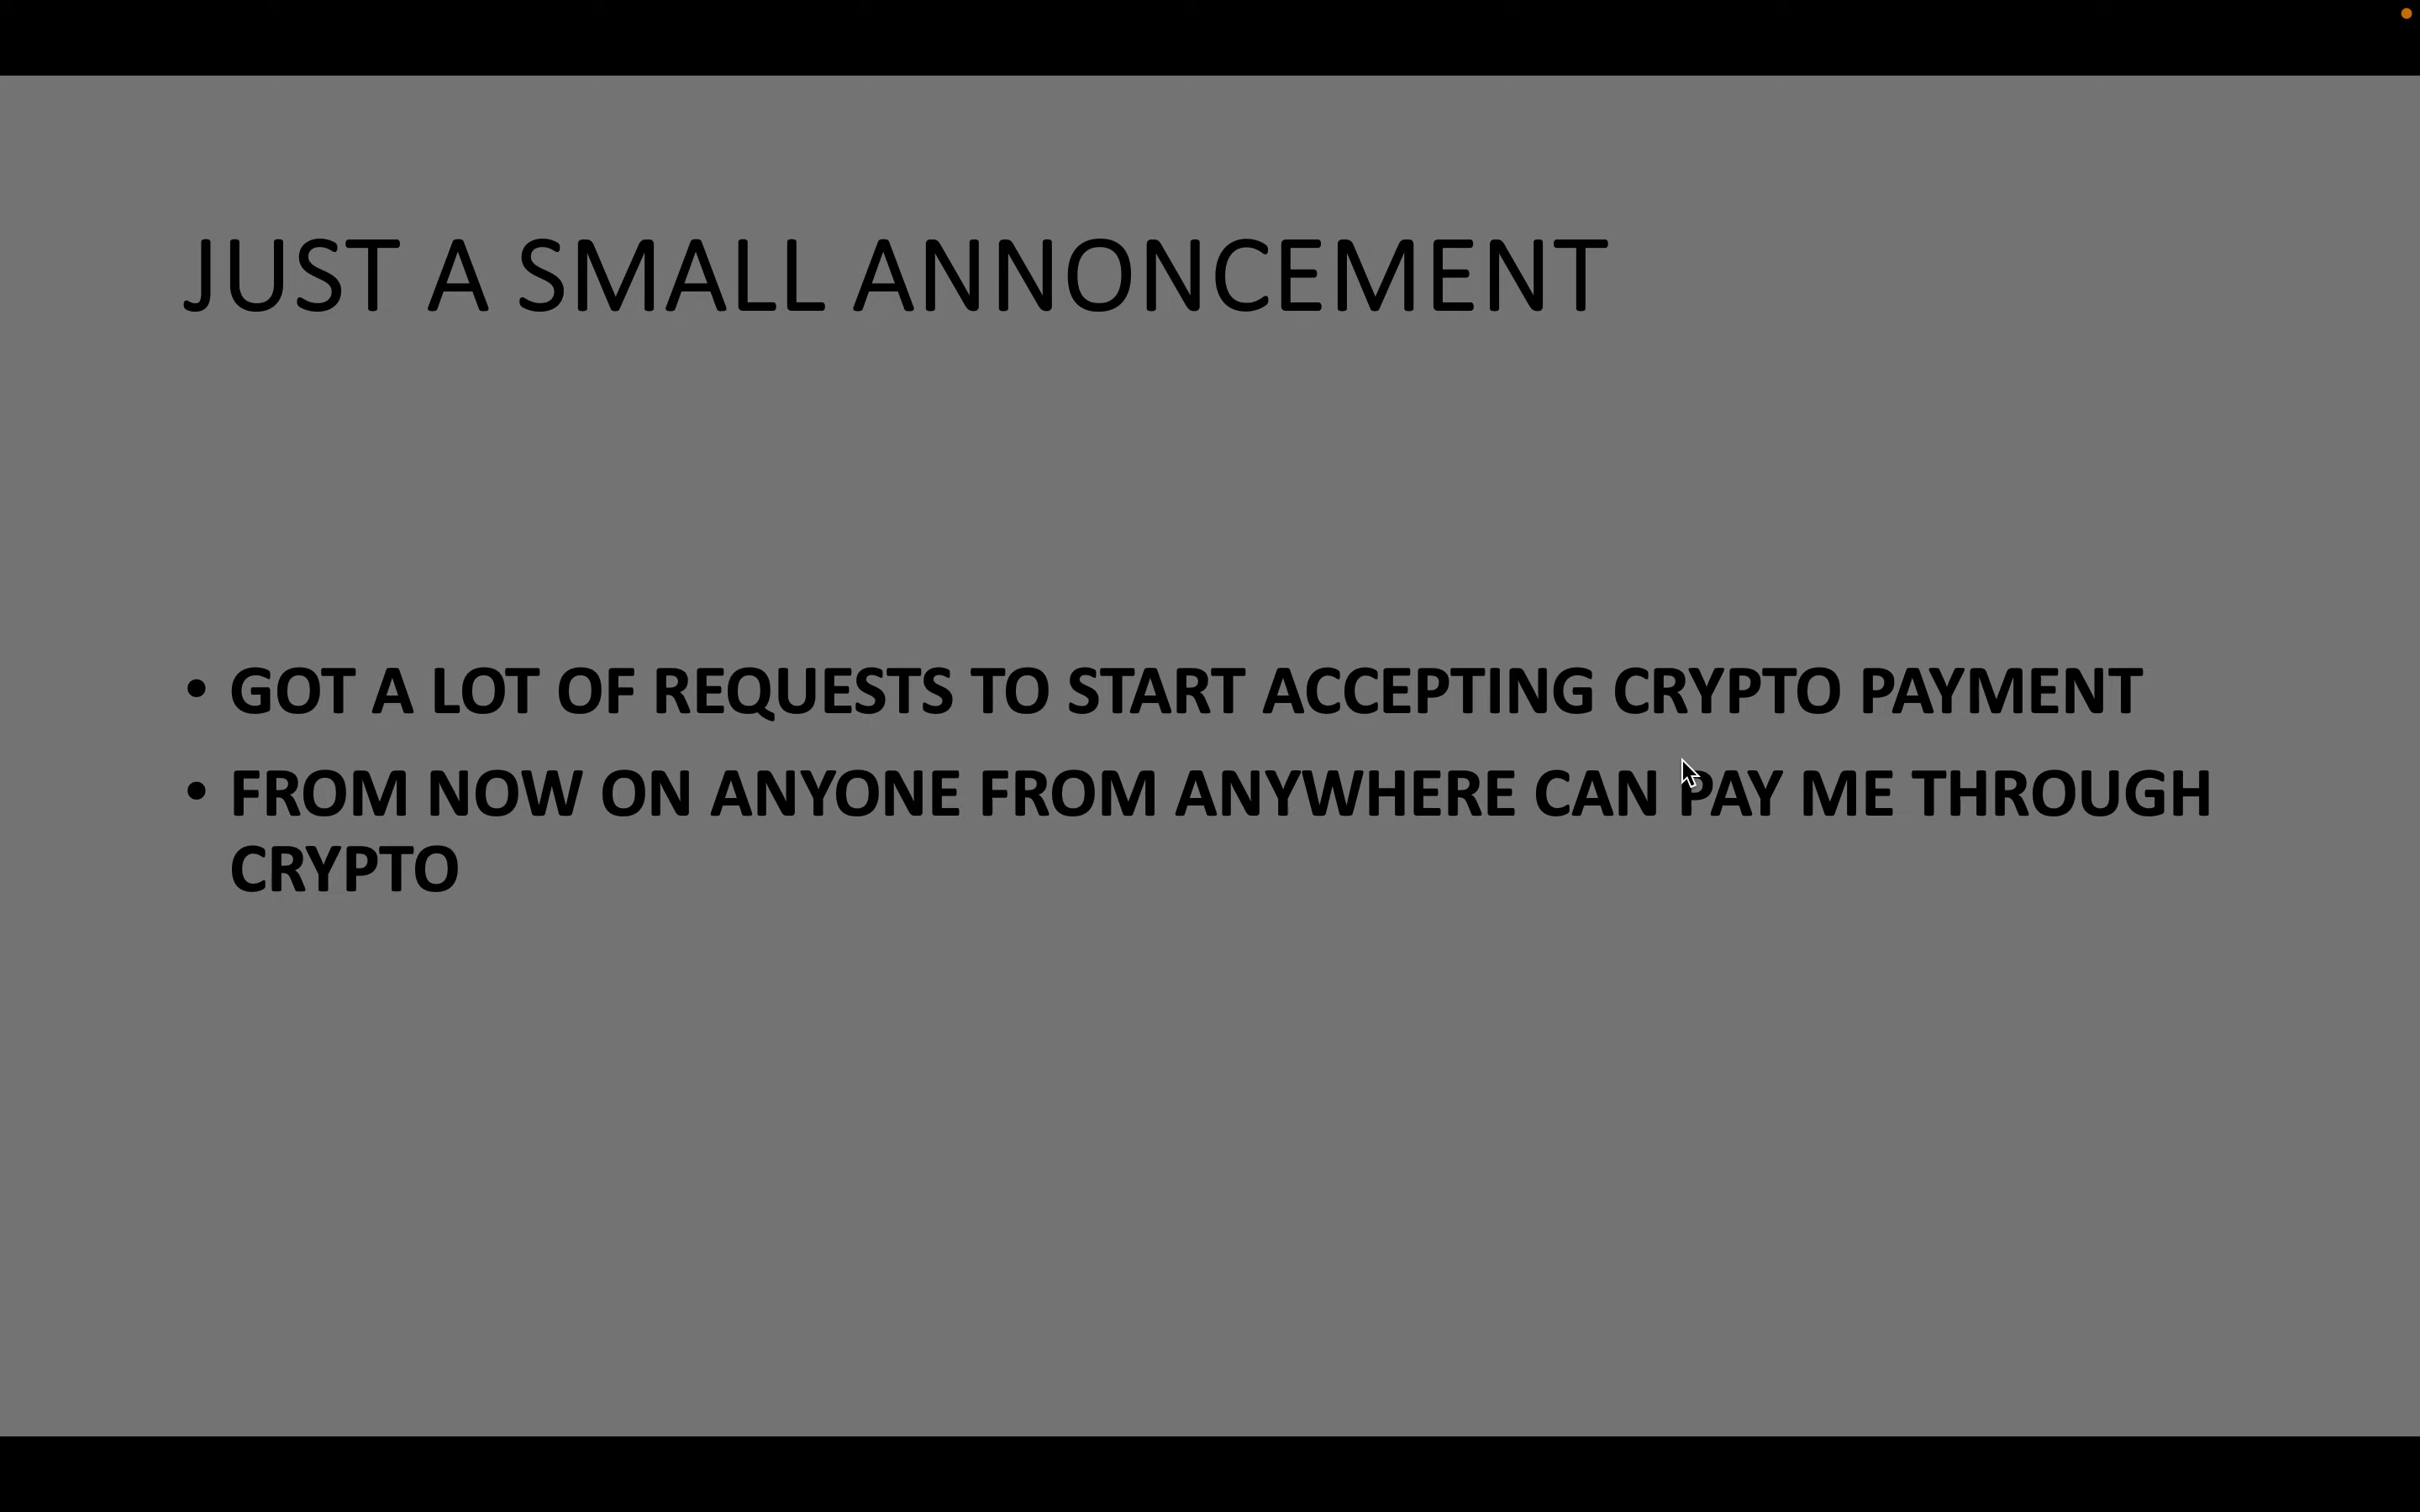 JUST A SMALL ANNONCEMENT
• GOT A LOT OF REQUESTS TO START ACCEPTING CRYPTO PAYMENT
• FROM NOW ON ANYONE FROM ANYWHERE CAN PAY ME THROUGH
CRYPTO